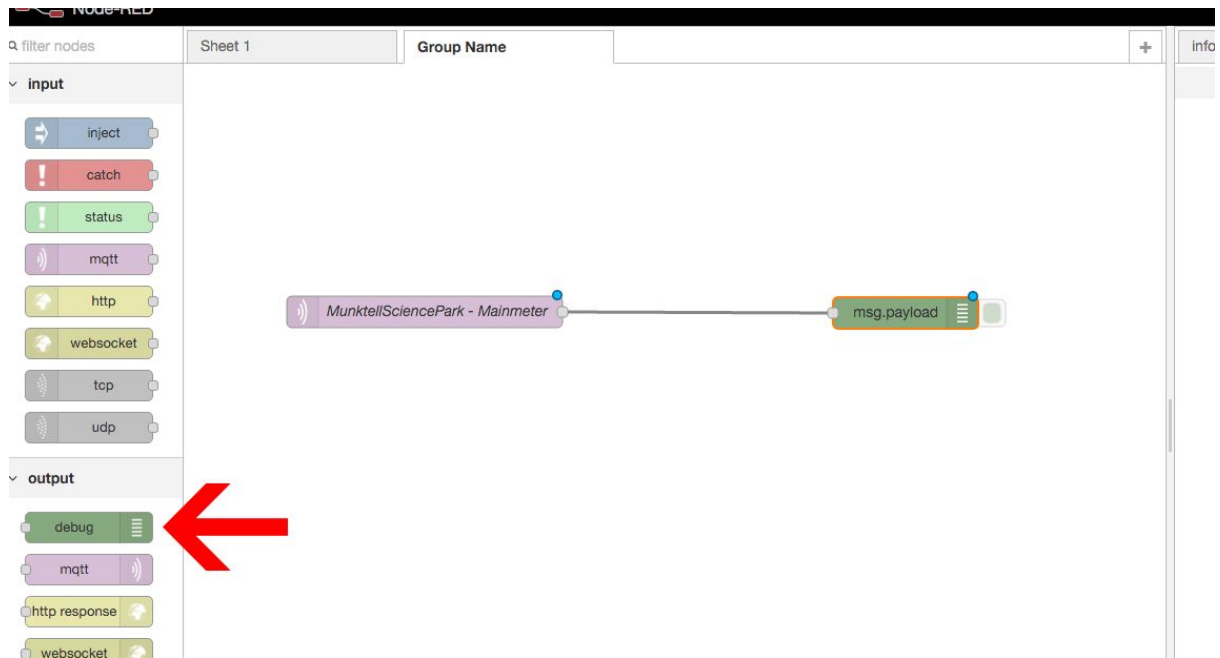 Node-RED
filter nodes
Sheet 1
Group Name
+
info
input
inject
catch
status
mqtt
http
websocket
tcp
udp
MunktellSciencePark - Mainmeter
msg.payload
output
debug
mqtt
http response
websocket